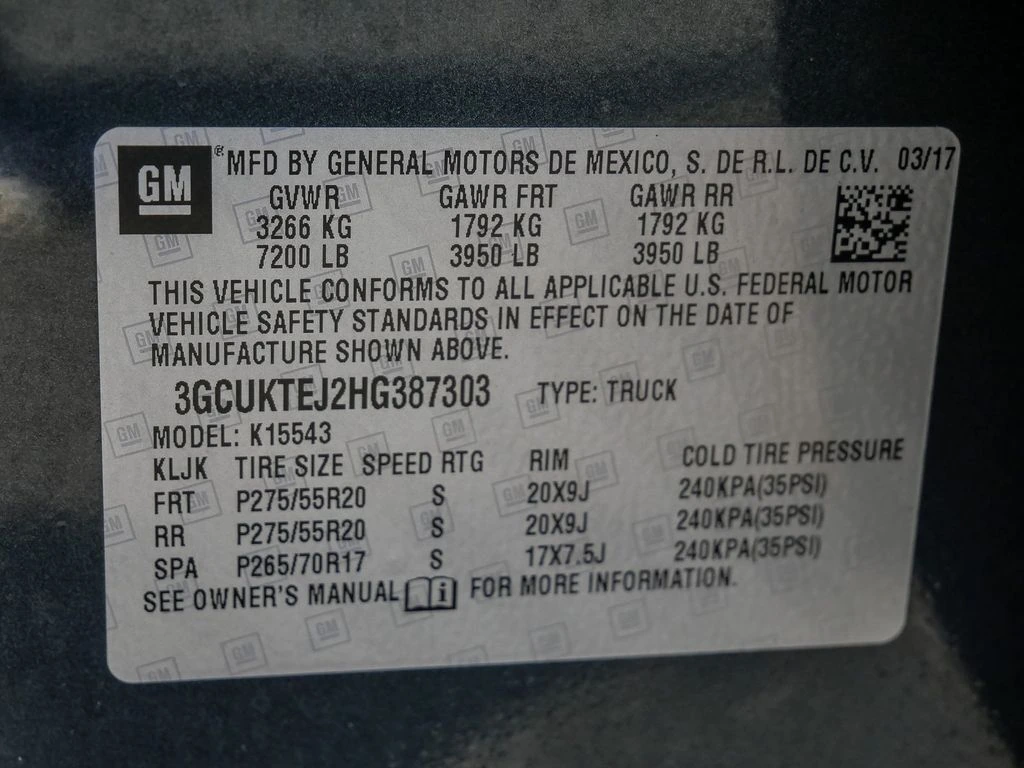 GM ® MFD BY GENERAL MOTORS DE MEXICO, S. DE R.L. DE C.V. 03/17
GVWR GAWR FRT GAWR RR
3266 KG 1792 KG 1792 KG
7200 LB 3950 LB 3950 LB
THIS VEHICLE CONFORMS TO ALL APPLICABLE U.S. FEDERAL MOTOR
VEHICLE SAFETY STANDARDS IN EFFECT ON THE DATE OF
MANUFACTURE SHOWN ABOVE.
3GCUKTEJ2HG387303 TYPE: TRUCK
MODEL: K15543
KLJK TIRE SIZE SPEED RTG RIM COLD TIRE PRESSURE
FRT P275/55R20 S 20X9J 240KPA(35PSI)
RR P275/55R20 S 20X9J 240KPA(35PSI)
SPA P265/70R17 S 17X7.5J 240KPA(35PSI)
SEE OWNER'S MANUAL i FOR MORE INFORMATION.